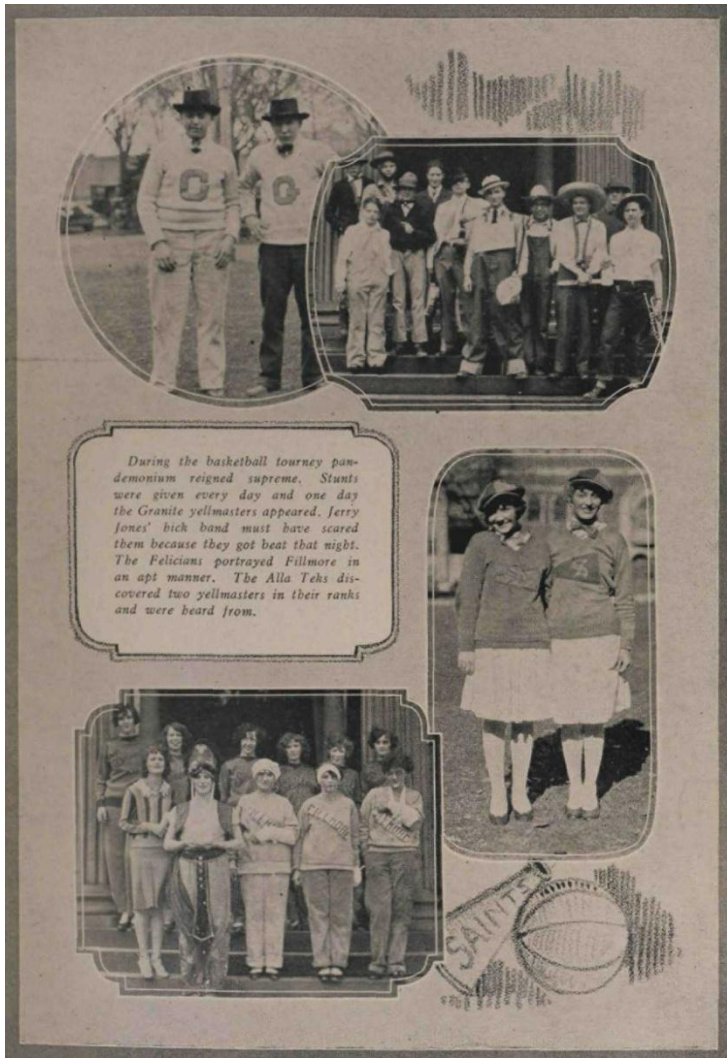 G
G
During the basketball tourney pan-
demonium reigned supreme. Stunts
were given every day and one day
the Granite yellmasters appeared. Jerry
Jones' hick band must have scared
them because they got beat that night.
The Felicians portrayed Fillmore in
an apt manner. The Alla Teks dis-
covered two yellmasters in their ranks
and were heard from.
SAINTS